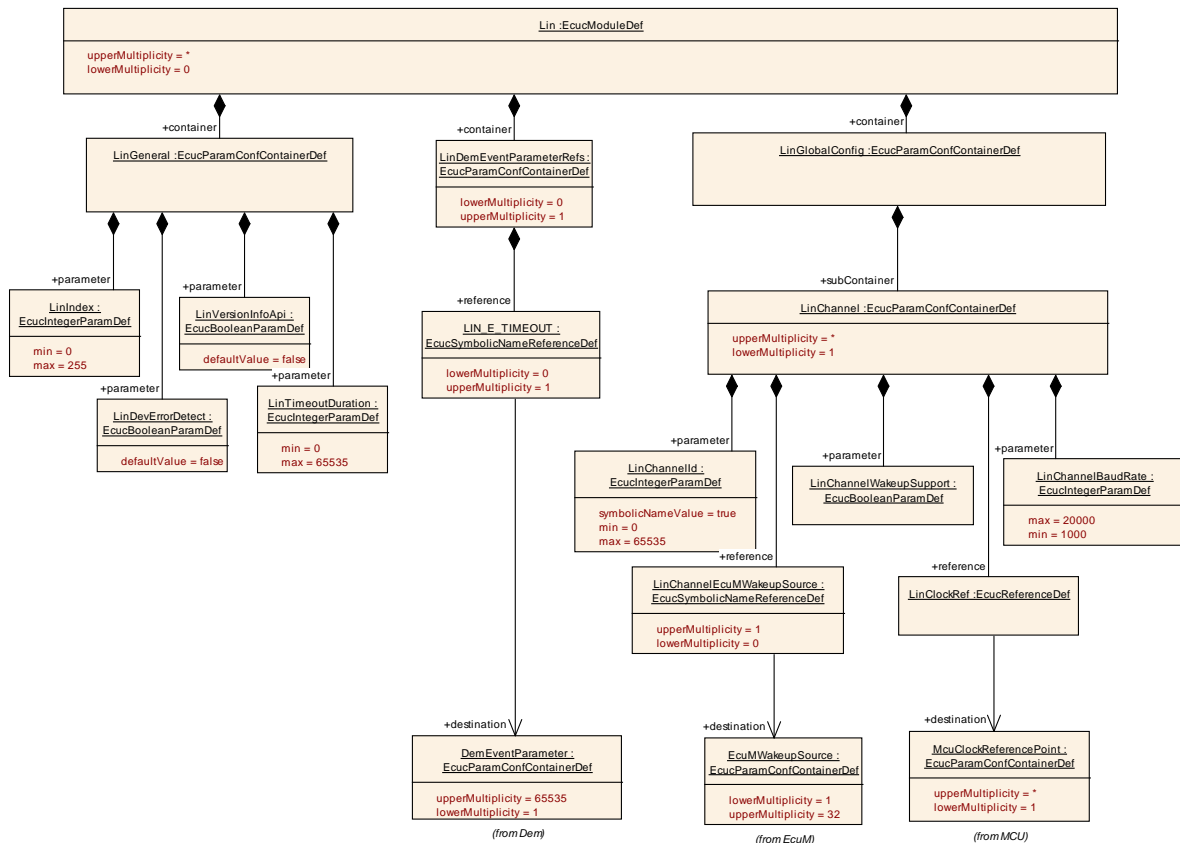 Lin :EcucModuleDef
upperMultiplicity = *
lowerMultiplicity = 0
+container
+container
+container
LinGeneral :EcucParamConfContainerDef
LinDemEventParameterRefs :
EcucParamConfContainerDef
lowerMultiplicity = 0
upperMultiplicity = 1
LinGlobalConfig :EcucParamConfContainerDef
+parameter
+parameter
+reference
+subContainer
LinIndex :
EcucIntegerParamDef
min = 0
max = 255
LinVersionInfoApi :
EcucBooleanParamDef
defaultValue = false
LIN_E_TIMEOUT :
EcucSymbolicNameReferenceDef
lowerMultiplicity = 0
upperMultiplicity = 1
LinChannel :EcucParamConfContainerDef
upperMultiplicity = *
lowerMultiplicity = 1
+parameter
+parameter
LinDevErrorDetect :
EcucBooleanParamDef
defaultValue = false
LinTimeoutDuration :
EcucIntegerParamDef
min = 0
max = 65535
+parameter
+parameter
+parameter
LinChannelId :
EcucIntegerParamDef
symbolicNameValue = true
min = 0
max = 65535
LinChannelWakeupSupport :
EcucBooleanParamDef
LinChannelBaudRate :
EcucIntegerParamDef
max = 20000
min = 1000
+reference
+reference
LinChannelEcuMWakeupSource :
EcucSymbolicNameReferenceDef
upperMultiplicity = 1
lowerMultiplicity = 0
LinClockRef :EcucReferenceDef
+destination
+destination
+destination
DemEventParameter :
EcucParamConfContainerDef
upperMultiplicity = 65535
lowerMultiplicity = 1
(from Dem)
EcuMWakeupSource :
EcucParamConfContainerDef
lowerMultiplicity = 1
upperMultiplicity = 32
(from EcuM)
McuClockReferencePoint :
EcucParamConfContainerDef
upperMultiplicity = *
lowerMultiplicity = 1
(from MCU)